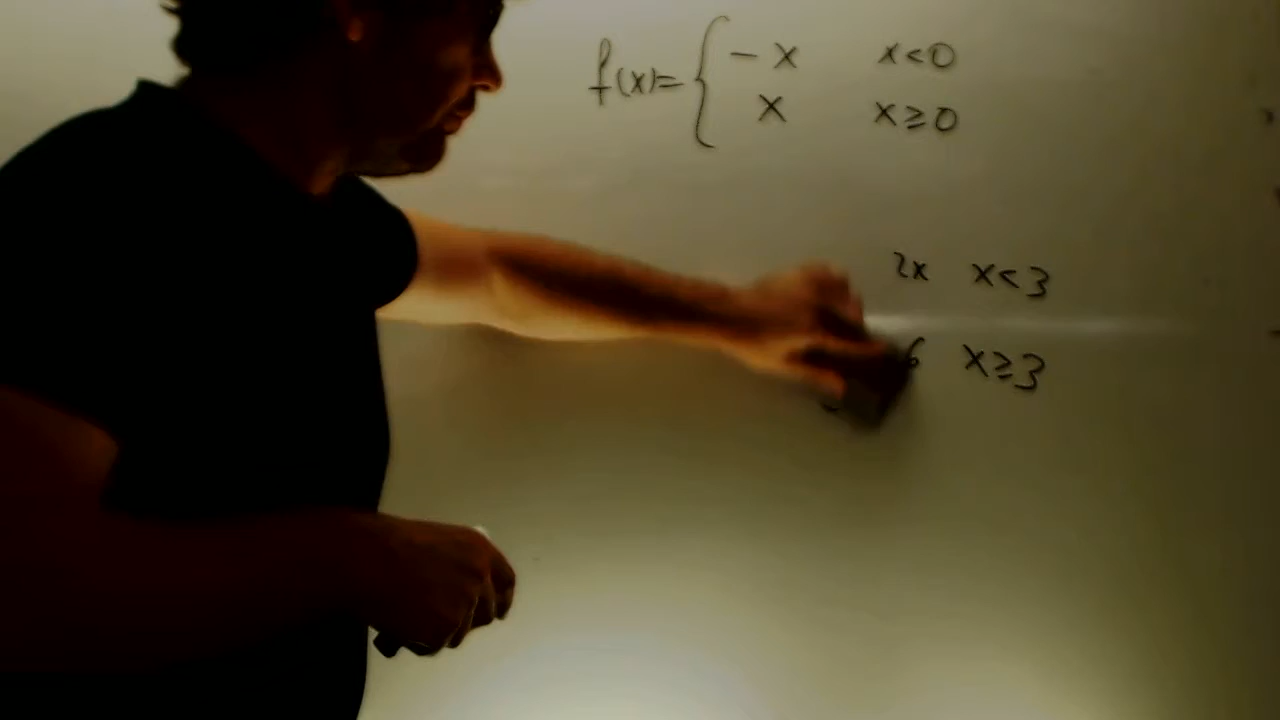 f(x)= { -x x<0
x x≥0
2x x<3
6 x≥3